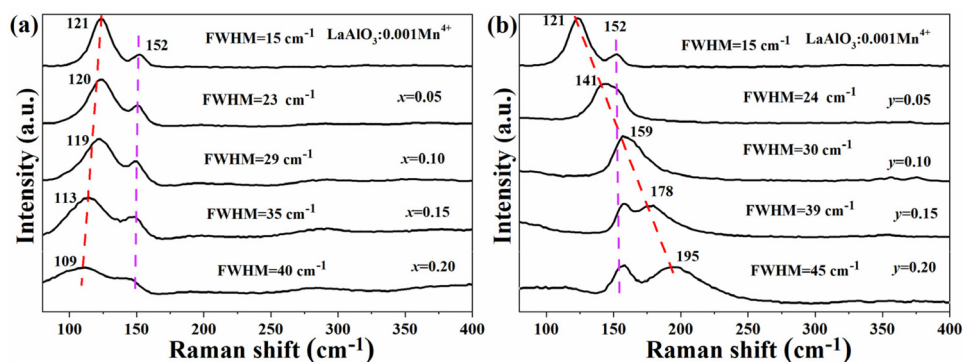 (a)
121
152
FWHM=15 cm⁻¹
LaAlO₃:0.001Mn⁴⁺
120
FWHM=23 cm⁻¹
x=0.05
119
FWHM=29 cm⁻¹
x=0.10
113
FWHM=35 cm⁻¹
x=0.15
109
FWHM=40 cm⁻¹
x=0.20
Intensity (a.u.)
100 150 200 250 300 350 400
Raman shift (cm⁻¹)
(b)
121
152
FWHM=15 cm⁻¹
LaAlO₃:0.001Mn⁴⁺
141
FWHM=24 cm⁻¹
y=0.05
159
FWHM=30 cm⁻¹
y=0.10
178
FWHM=39 cm⁻¹
y=0.15
195
FWHM=45 cm⁻¹
y=0.20
Intensity (a.u.)
100 150 200 250 300 350 400
Raman shift (cm⁻¹)